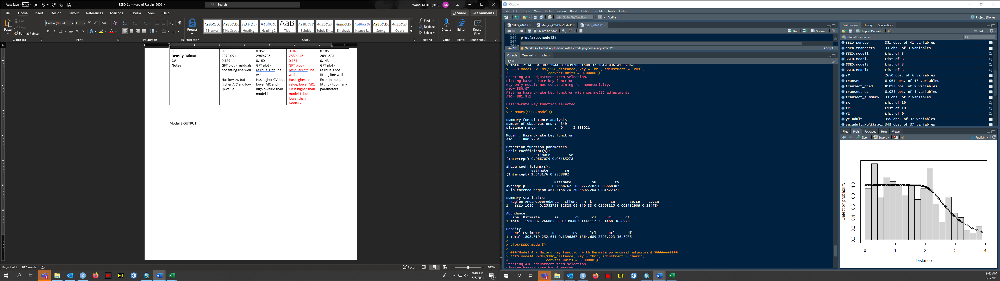 AutoSave Off
SSEO_Summary of Results_2020
Search
Wood, Kellii L (DFG) WK
File Home Insert Design Layout References Mailings Review View Help
Share Comments
Paste
Cut
Copy
Format Painter
Clipboard
Calibri (Body) 11
Font
Paragraph
Protect
Protection
AaBbCcDc AaBbCcDc AaBbCc AaBbCcC AaB AaBbCcD AaBbCcDc AaBbCcDc AaBbCcDc AaBbCcDc AaBbCcDc
¶ Normal ¶ No Spac... Heading 1 Heading 2 Title Subtitle Subtle Em... Emphasis Intense E... Strong Quote
Styles
Find
Replace
Select
Editing
Dictate
Voice
Editor
Editor
Reuse Files
Reuse Files
SE 0.053 0.052 0.046 0.185
Density Estimate 2972.091 2969.735 2880.445 2691.531
CV 0.139 0.160 0.151 0.143
Notes
GFT plot - residuals
not fitting line well
GFT plot -
residuals fit line
well
GFT plot -
residuals fit line
well
GFT plot -
residuals not
fitting line well
Has low cv, but
higher AIC and low
-p-value
Has higher CV, but
lower AIC and
high p-value than
model 1
Has highest p-
value, lower AIC,
CV is higher than
model 1, but
lower than
model 2
Error in model
fitting - too many
parameters.
Model 3 OUTPUT:
Page 9 of 9 817 words
Focus
100%
9:40 AM
5/5/2021
RStudio
File Edit Code View Plots Session Build Debug Profile Tools Help
Go to file/function
Addins
Project: (None)
SSEO_2020.R MergingCSVFilesCode.R SSEO_2020.R*
Source on Save
Run
Source
246 plot(SSEO.model2)
247
262:18 *Model 4 - Hazard key function with Hermite polynomial adjustment*
R Script
Console Terminal Jobs
J:/
1 Total 2134.304 307.2944 0.1439788 1598.37 2849.936 41.59067
> SSEO.model3 <- ds(SSEO_distance, key = "hr", adjustment = "cos",
+ convert.units = 0.000001)
Starting AIC adjustment term selection.
Fitting hazard-rate key function
Key only model: not constraining for monotonicity.
AIC= 880.97
Fitting hazard-rate key function with cosine(2) adjustments
AIC= 881.951
Hazard-rate key function selected.
>
> summary(SSEO.model3)
Summary for distance analysis
Number of observations : 349
Distance range : 0 - 3.888021
Model : Hazard-rate key function
AIC : 880.9704
Detection function parameters
Scale coefficient(s):
estimate se
(Intercept) 0.9667079 0.05485278
Shape coefficient(s):
estimate se
(Intercept) 1.543176 0.2358892
Estimate SE CV
Average p 0.7558762 0.02772782 0.03668302
N in covered region 461.7158174 20.88027264 0.04522321
Summary statistics:
Region Area CoveredArea Effort n k ER se.ER cv.ER
1 SSEO 1056 0.2552723 32828.05 349 33 0.01063115 0.001432909 0.134784
Abundance:
Label Estimate se cv lcl ucl df
1 Total 1910007 266802.6 0.1396867 1441112 2531468 36.8975
Density:
Label Estimate se cv lcl ucl df
1 Total 1808.719 252.654 0.1396867 1364.689 2397.223 36.8975
>
> plot(SSEO.model3)
>
> ###*Model 4 - Hazard key function with Hermite polynomial adjustment*###########
> SSEO.model4 <-ds(SSEO_distance, key = "hr", adjustment = "herm",
+ convert.units = 0.000001)
Starting AIC adjustment term selection.
Fitting hazard-rate key function
Environment History Connections
Import Dataset
List
Global Environment
SSEO_survey 351 obs. of 41 variables
sseo_transects 33 obs. of 3 variables
SSEO.model1 List of 3
SSEO.model2 List of 3
SSEO.model3 List of 3
SSEO.model4 List of 3
sT 2650 obs. of 6 variables
transect 81061 obs. of 47 variables
transect_pred 81013 obs. of 9 variables
transect_qc 81025 obs. of 5 variables
transect_summary 33 obs. of 2 variables
tX List of 19
tY List of 19
YE List of 9
ye_adult 359 obs. of 37 variables
ye_adult_NoAttrac... 349 obs. of 37 variables
Files Plots Packages Help Viewer
Zoom Export Publish
Detection probability
0.0 0.2 0.4 0.6 0.8 1.0
0 1 2 3 4
Distance
9:40 AM
5/5/2021